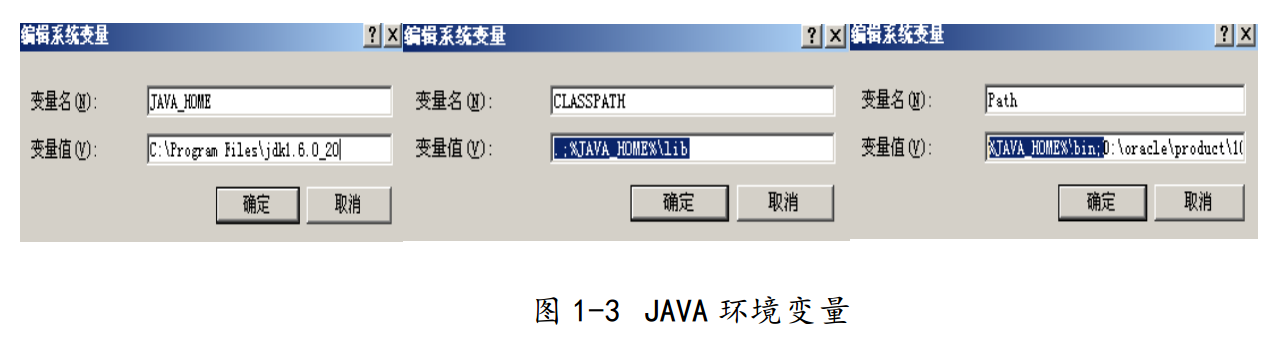 编辑系统变量 ? X
变量名(N): JAVA_HOME
变量值(V): C:\Program Files\jdk1.6.0_20
确定 取消
编辑系统变量 ? X
变量名(N): CLASSPATH
变量值(V): .;%JAVA_HOME%\lib
确定 取消
编辑系统变量 ? X
变量名(N): Path
变量值(V): %JAVA_HOME%\bin;D:\oracle\product\1(
确定 取消
图 1-3 JAVA 环境变量